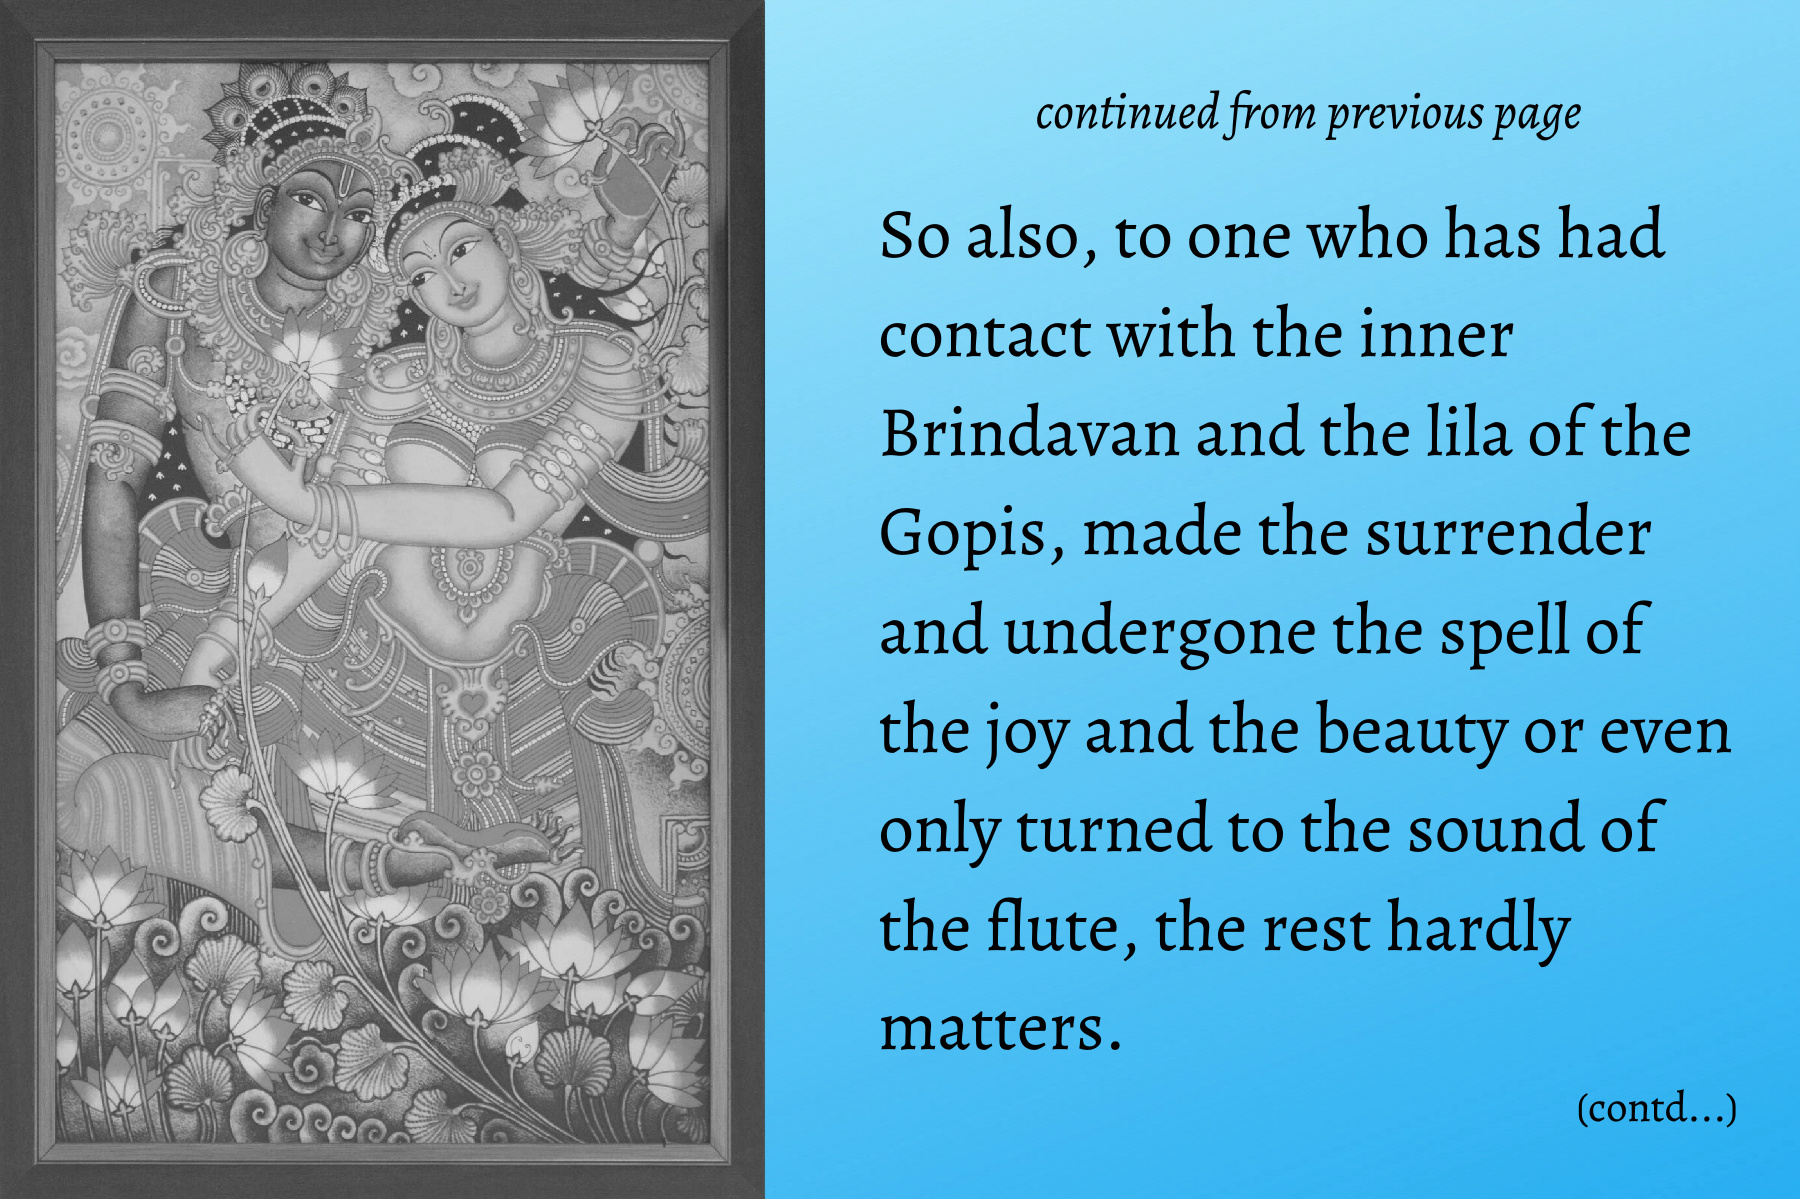 continued from previous page
So also, to one who has had
contact with the inner
Brindavan and the lila of the
Gopis, made the surrender
and undergone the spell of
the joy and the beauty or even
only turned to the sound of
the flute, the rest hardly
matters.
(contd...)